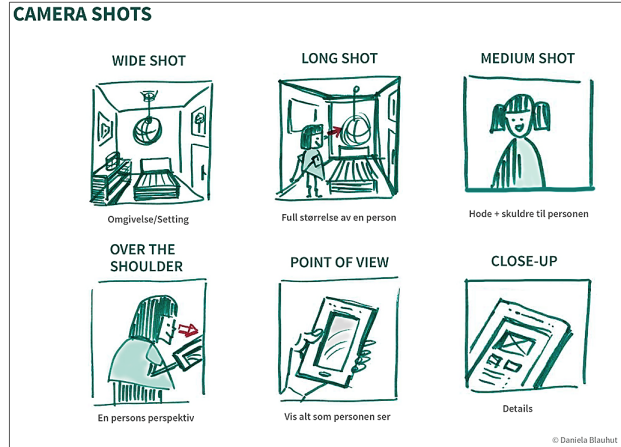 CAMERA SHOTS
WIDE SHOT
Omgivelse/Setting
LONG SHOT
Full størrelse av en person
MEDIUM SHOT
Hode + skuldre til personen
OVER THE
SHOULDER
En persons perspektiv
POINT OF VIEW
Vis alt som personen ser
CLOSE-UP
Details
© Daniela Blauhut